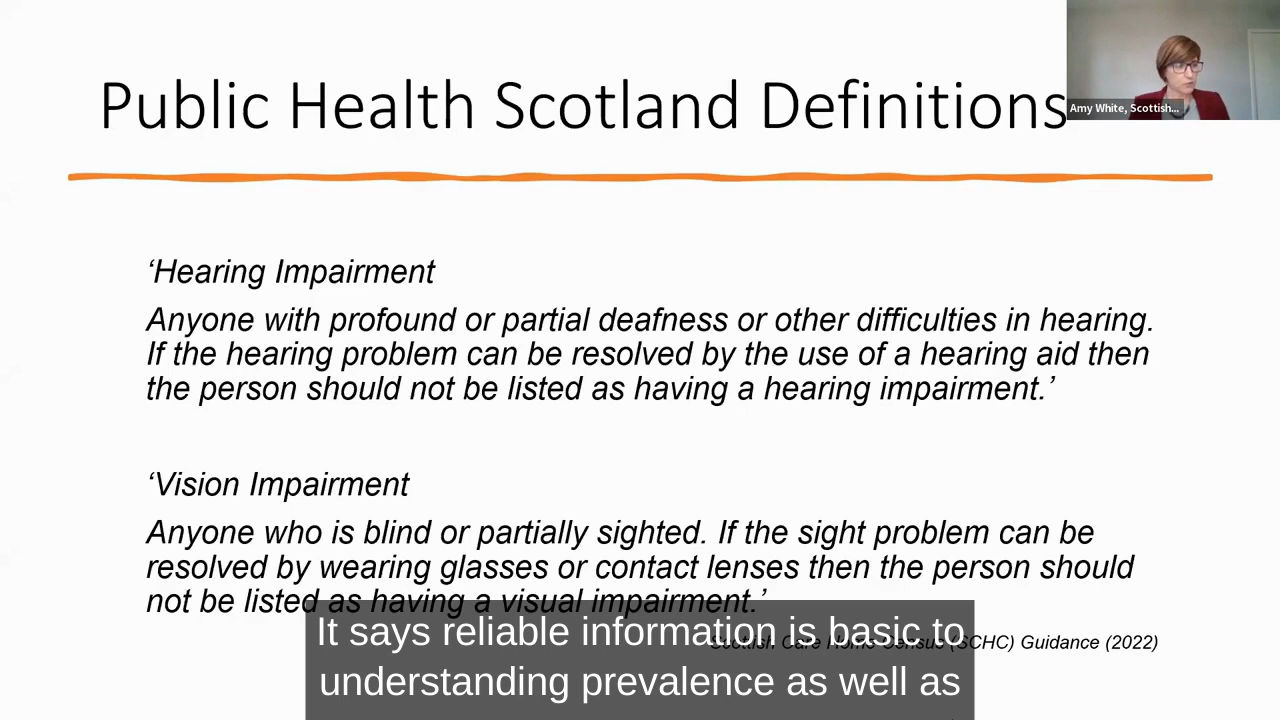 Public Health Scotland Definitions
Amy White, Scottish...
‘Hearing Impairment
Anyone with profound or partial deafness or other difficulties in hearing.
If the hearing problem can be resolved by the use of a hearing aid then
the person should not be listed as having a hearing impairment.’
‘Vision Impairment
Anyone who is blind or partially sighted. If the sight problem can be
resolved by wearing glasses or contact lenses then the person should
not be listed as having a visual impairment.’
Scottish Care Home Census (SCHC) Guidance (2022)
It says reliable information is basic to
understanding prevalence as well as